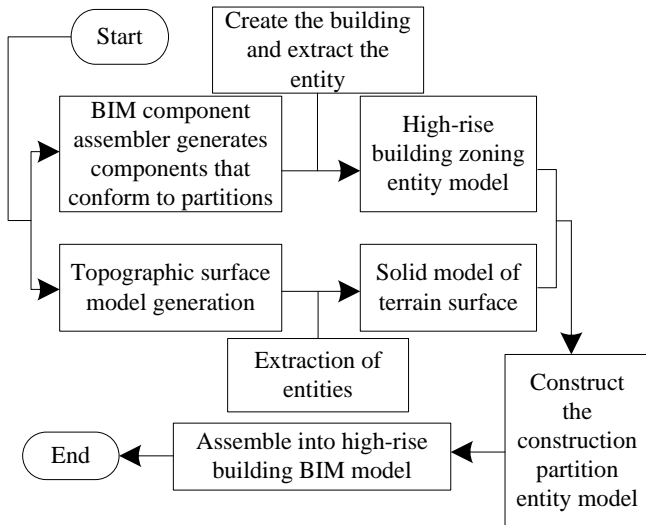 Start
Create the building
and extract the
entity
BIM component
assembler generates
components that
conform to partitions
High-rise
building zoning
entity model
Topographic surface
model generation
Solid model of
terrain surface
Extraction of
entities
Construct
the
construction
partition
entity model
Assemble into high-rise
building BIM model
End